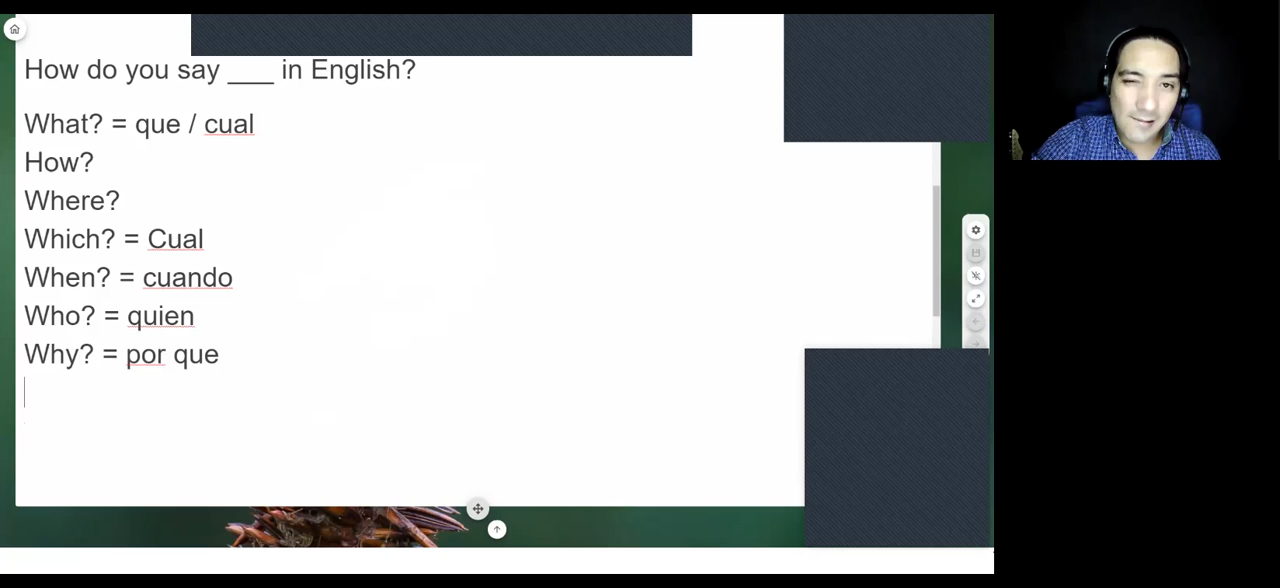 How do you say ___ in English?
What? = que / cual
How?
Where?
Which? = Cual
When? = cuando
Who? = quien
Why? = por que